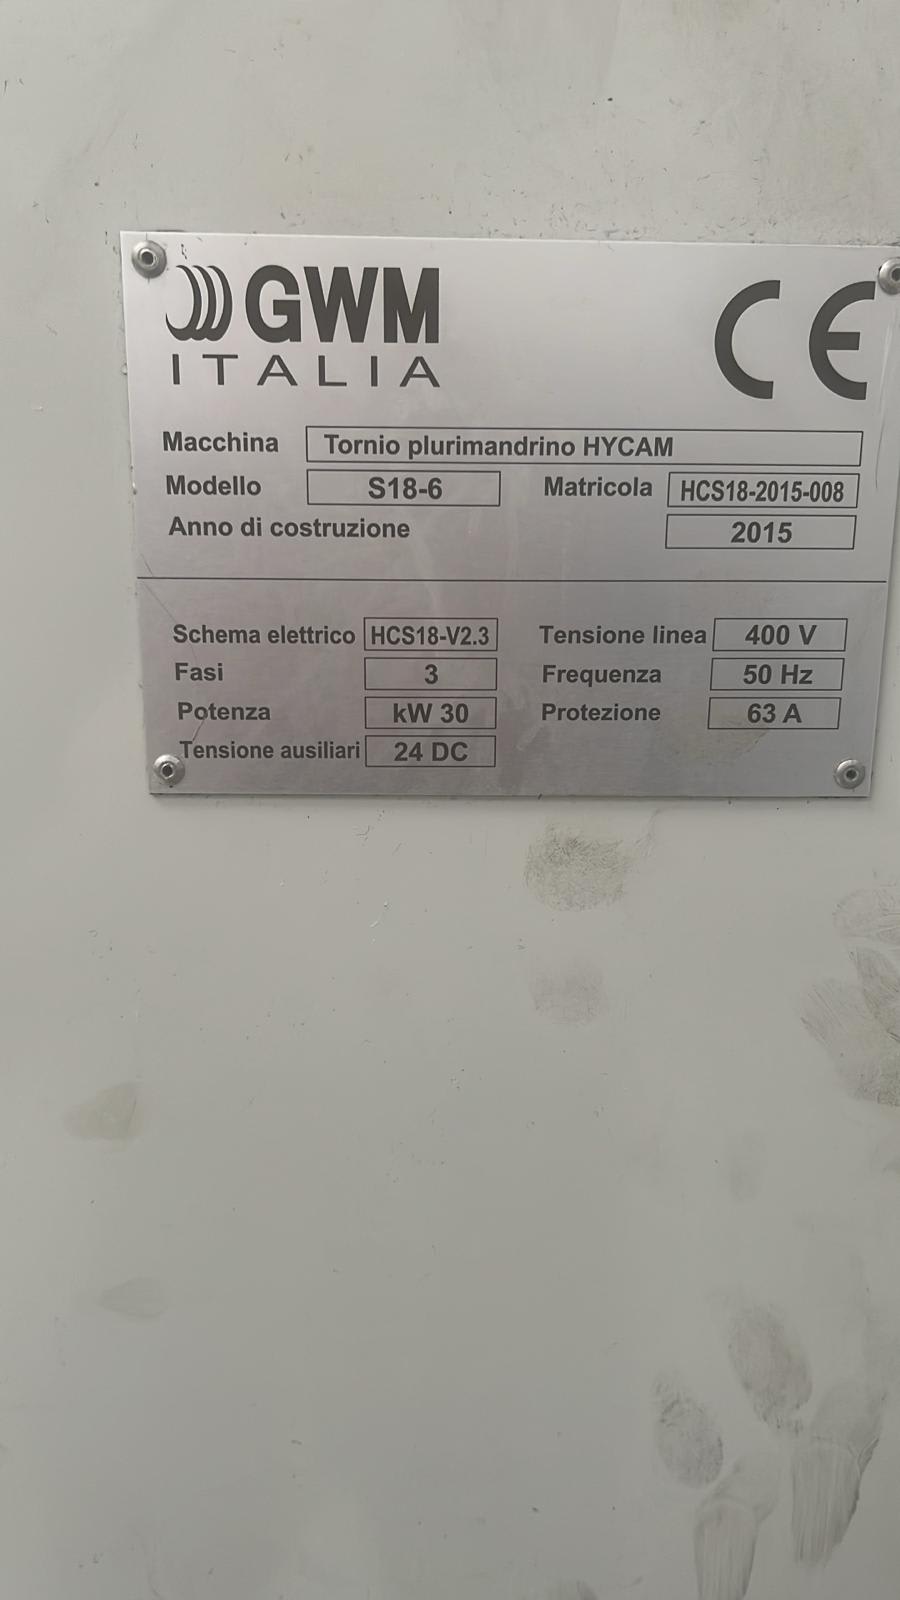 GWM
ITALIA
CE
Macchina Tornio plurimandrino HYCAM
Modello S18-6 Matricola HCS18-2015-008
Anno di costruzione 2015
Schema elettrico HCS18-V2.3 Tensione linea 400 V
Fasi 3 Frequenza 50 Hz
Potenza kW 30 Protezione 63 A
Tensione ausiliari 24 DC